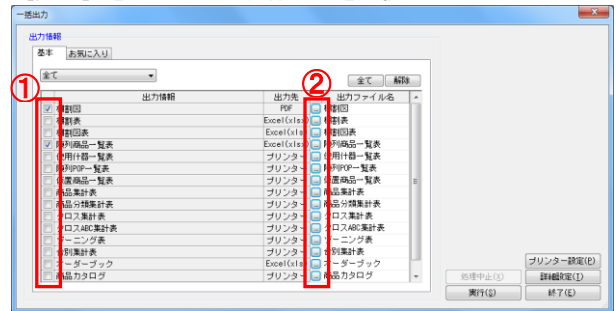 一括出力
出力情報
基本 お気に入り
全て
全て 解除
① ②
出力情報 出力先 出力ファイル名
棚割図 PDF 棚割図
棚割表 Excel(xlsx) 棚割表
棚割図表 Excel(xls 棚割図表
陳列商品一覧表 Excel(xls 陳列商品一覧表
使用什器一覧表 プリンター 使用什器一覧表
陳列POP一覧表 プリンター 陳列POP一覧表
仮置商品一覧表 プリンター 仮置商品一覧表
商品集計表 プリンター 商品集計表
商品分類集計表 プリンター 商品分類集計表
クロス集計表 プリンター クロス集計表
クロスABC集計表 プリンター クロスABC集計表
ゾーニング表 プリンター ゾーニング表
台別集計表 プリンター 台別集計表
オーダーブック Excel(xls オーダーブック
商品カタログ プリンター 商品カタログ
プリンター設定(P)
処理中止(X) 詳細設定(T)
実行(S) 終了(E)